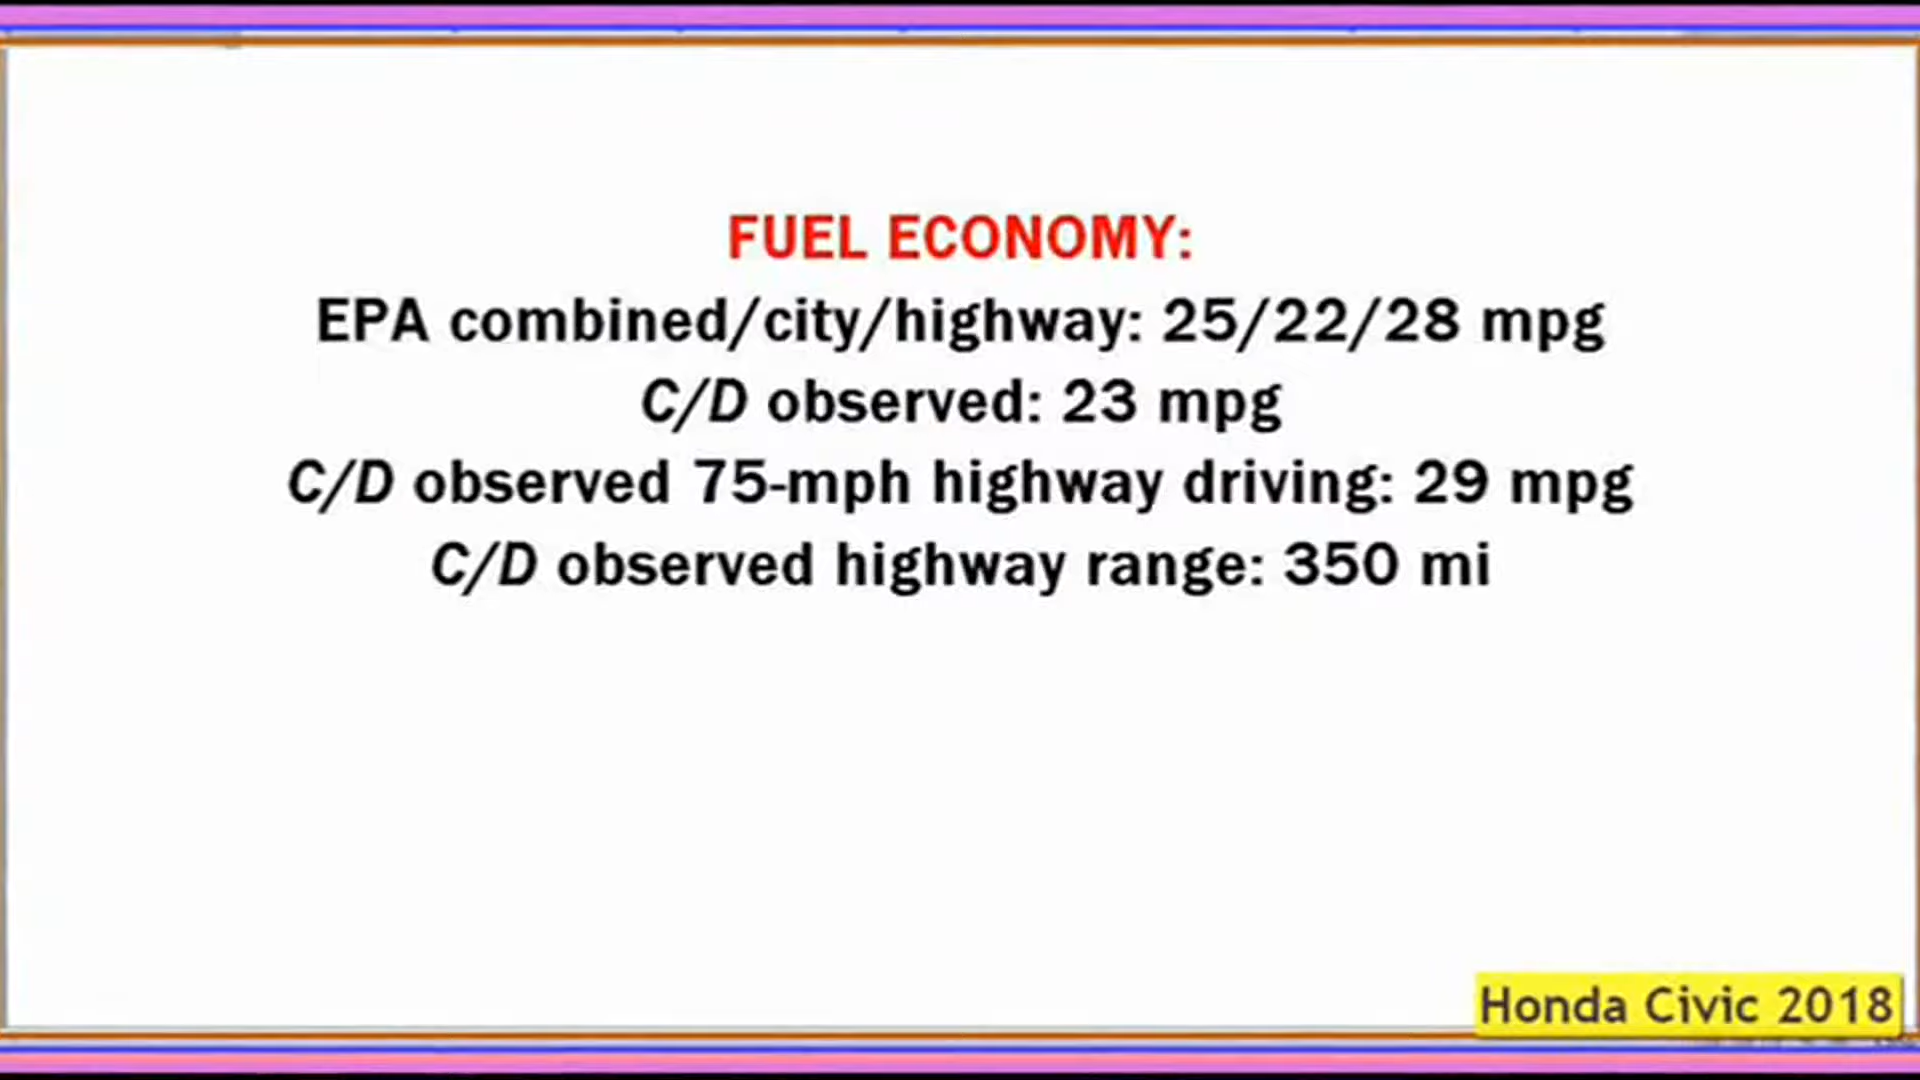 FUEL ECONOMY:
EPA combined/city/highway: 25/22/28 mpg
C/D observed: 23 mpg
C/D observed 75-mph highway driving: 29 mpg
C/D observed highway range: 350 mi
Honda Civic 2018